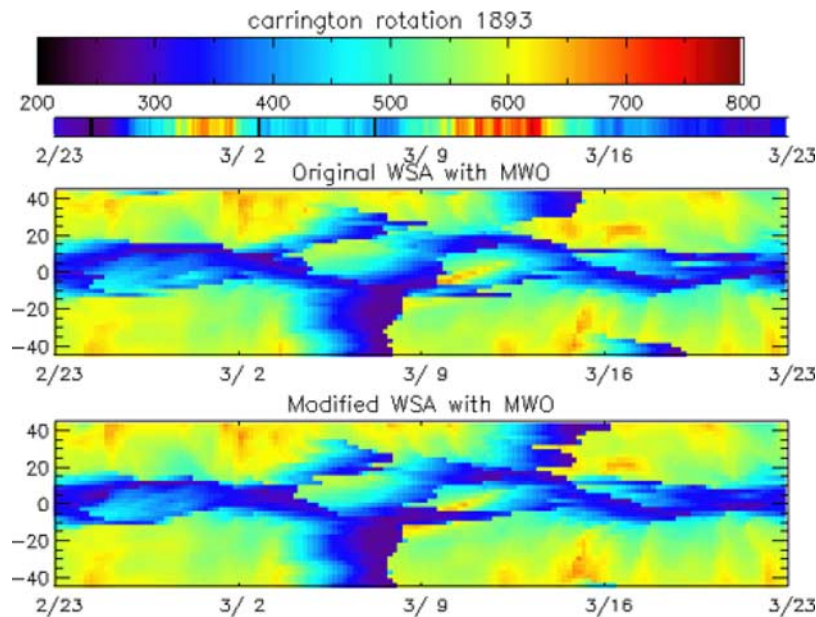 carrington rotation 1893
200 300 400 500 600 700 800
2/23 3/ 2 3/ 9 3/16 3/23
Original WSA with MWO
40
20
0
-20
-40
2/23 3/ 2 3/ 9 3/16 3/23
Modified WSA with MWO
40
20
0
-20
-40
2/23 3/ 2 3/ 9 3/16 3/23